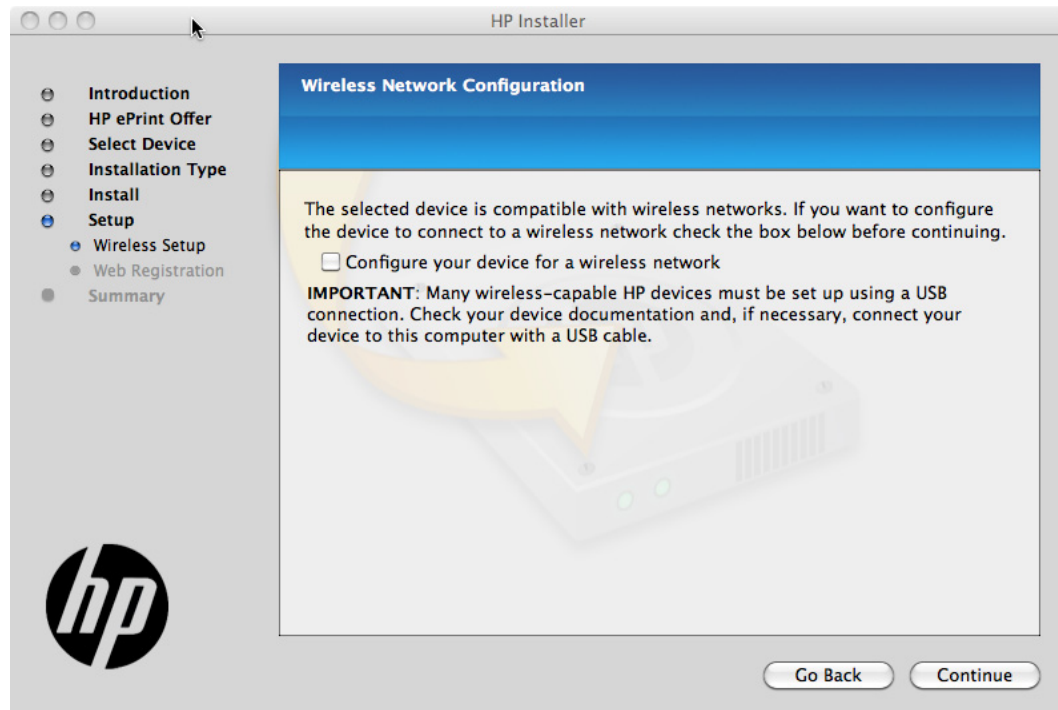 HP Installer
Introduction
HP ePrint Offer
Select Device
Installation Type
Install
Setup
Wireless Setup
Web Registration
Summary
Wireless Network Configuration
The selected device is compatible with wireless networks. If you want to configure
the device to connect to a wireless network check the box below before continuing.
Configure your device for a wireless network
IMPORTANT: Many wireless-capable HP devices must be set up using a USB
connection. Check your device documentation and, if necessary, connect your
device to this computer with a USB cable.
hp
Go Back
Continue